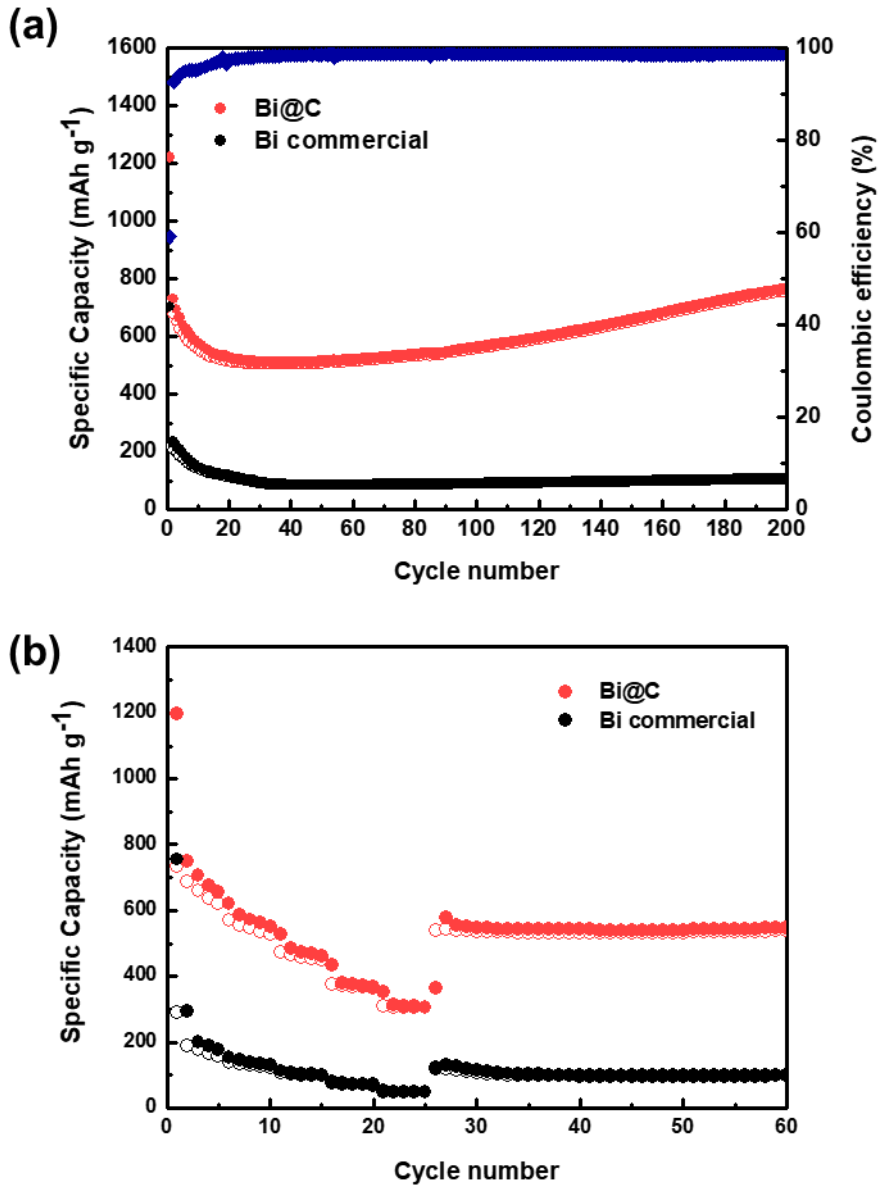 (a)
1600
1400
1200
1000
800
600
400
200
0
100
80
60
40
20
0
Specific Capacity (mAh g⁻¹)
Coulombic efficiency (%)
Bi@C
Bi commercial
0 20 40 60 80 100 120 140 160 180 200
Cycle number
(b)
1400
1200
1000
800
600
400
200
0
Specific Capacity (mAh g⁻¹)
Bi@C
Bi commercial
0 10 20 30 40 50 60
Cycle number